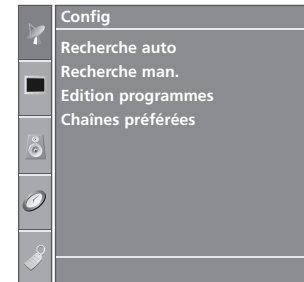 Config
Recherche auto
Recherche man.
Edition programmes
Chaînes préférées